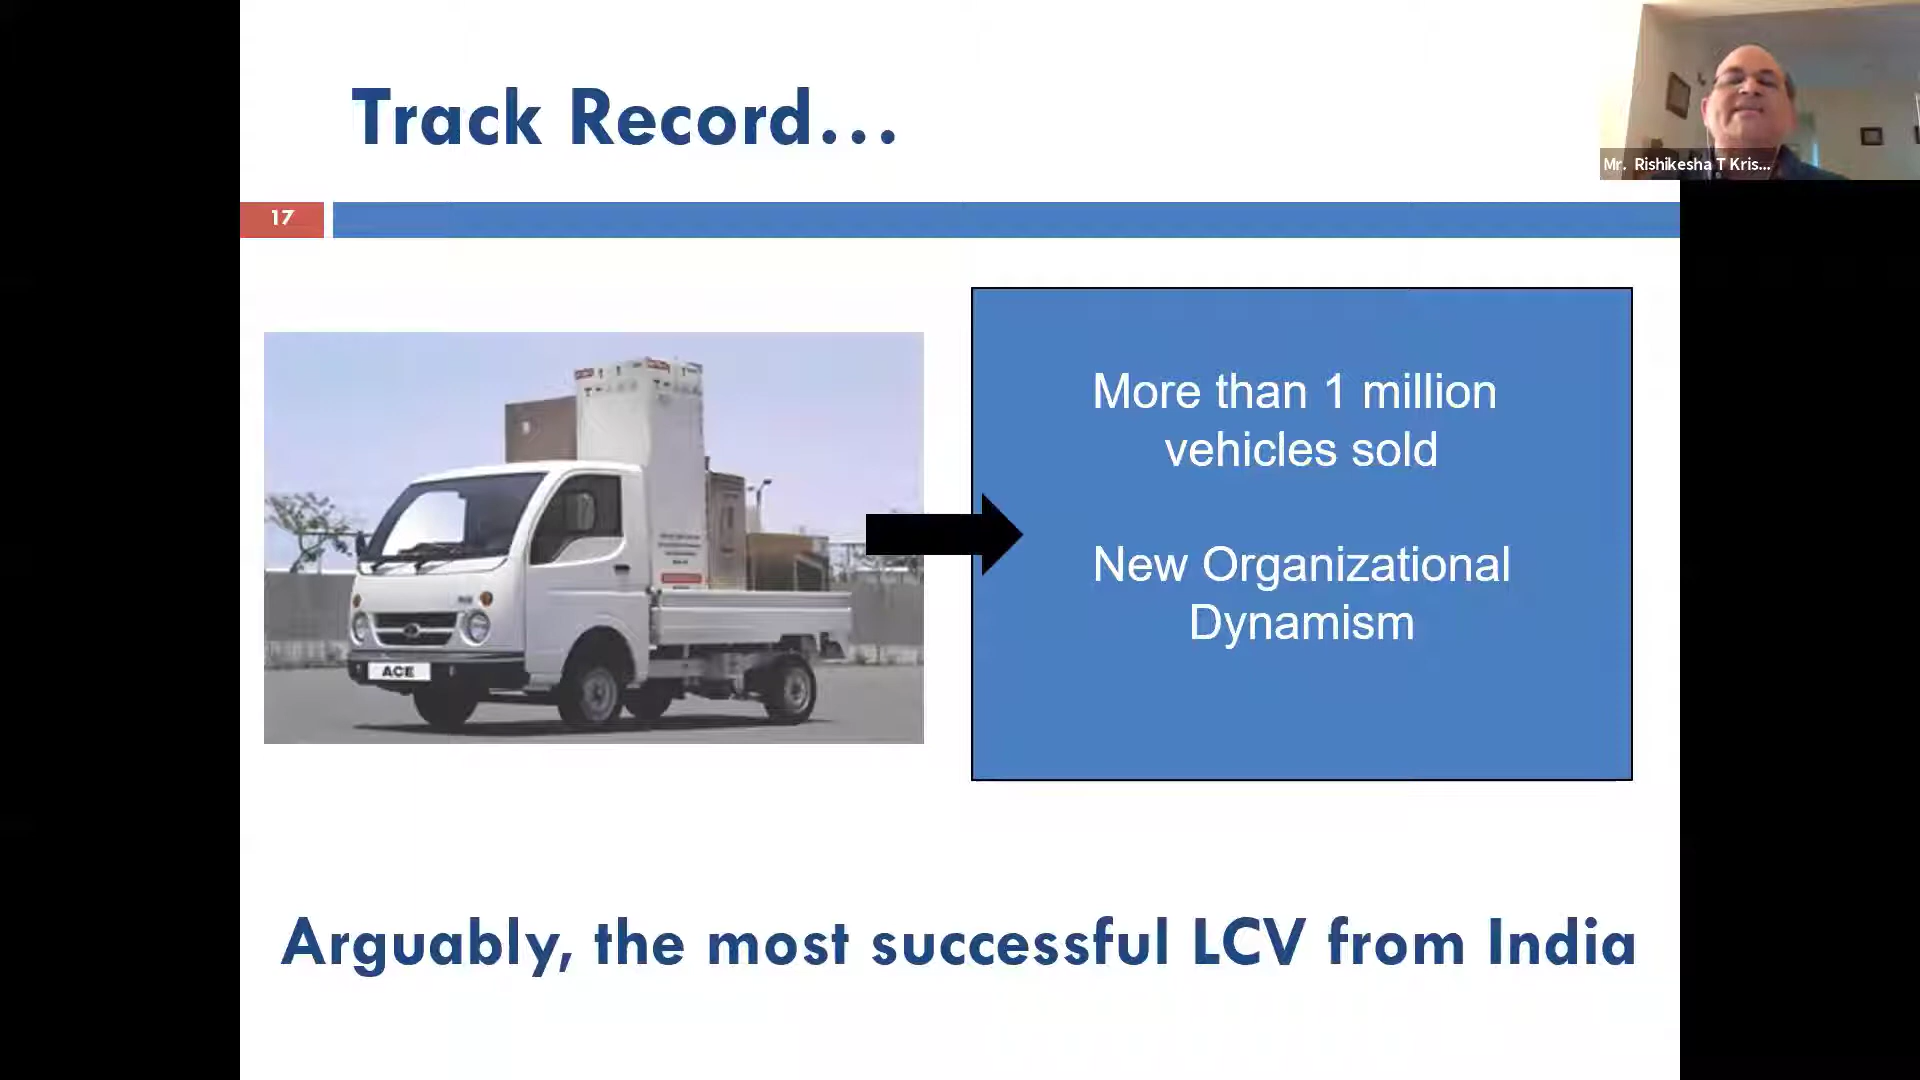 Track Record...
Mr. Rishikesha T Kris...
17
More than 1 million
vehicles sold
New Organizational
Dynamism
ACE
Arguably, the most successful LCV from India